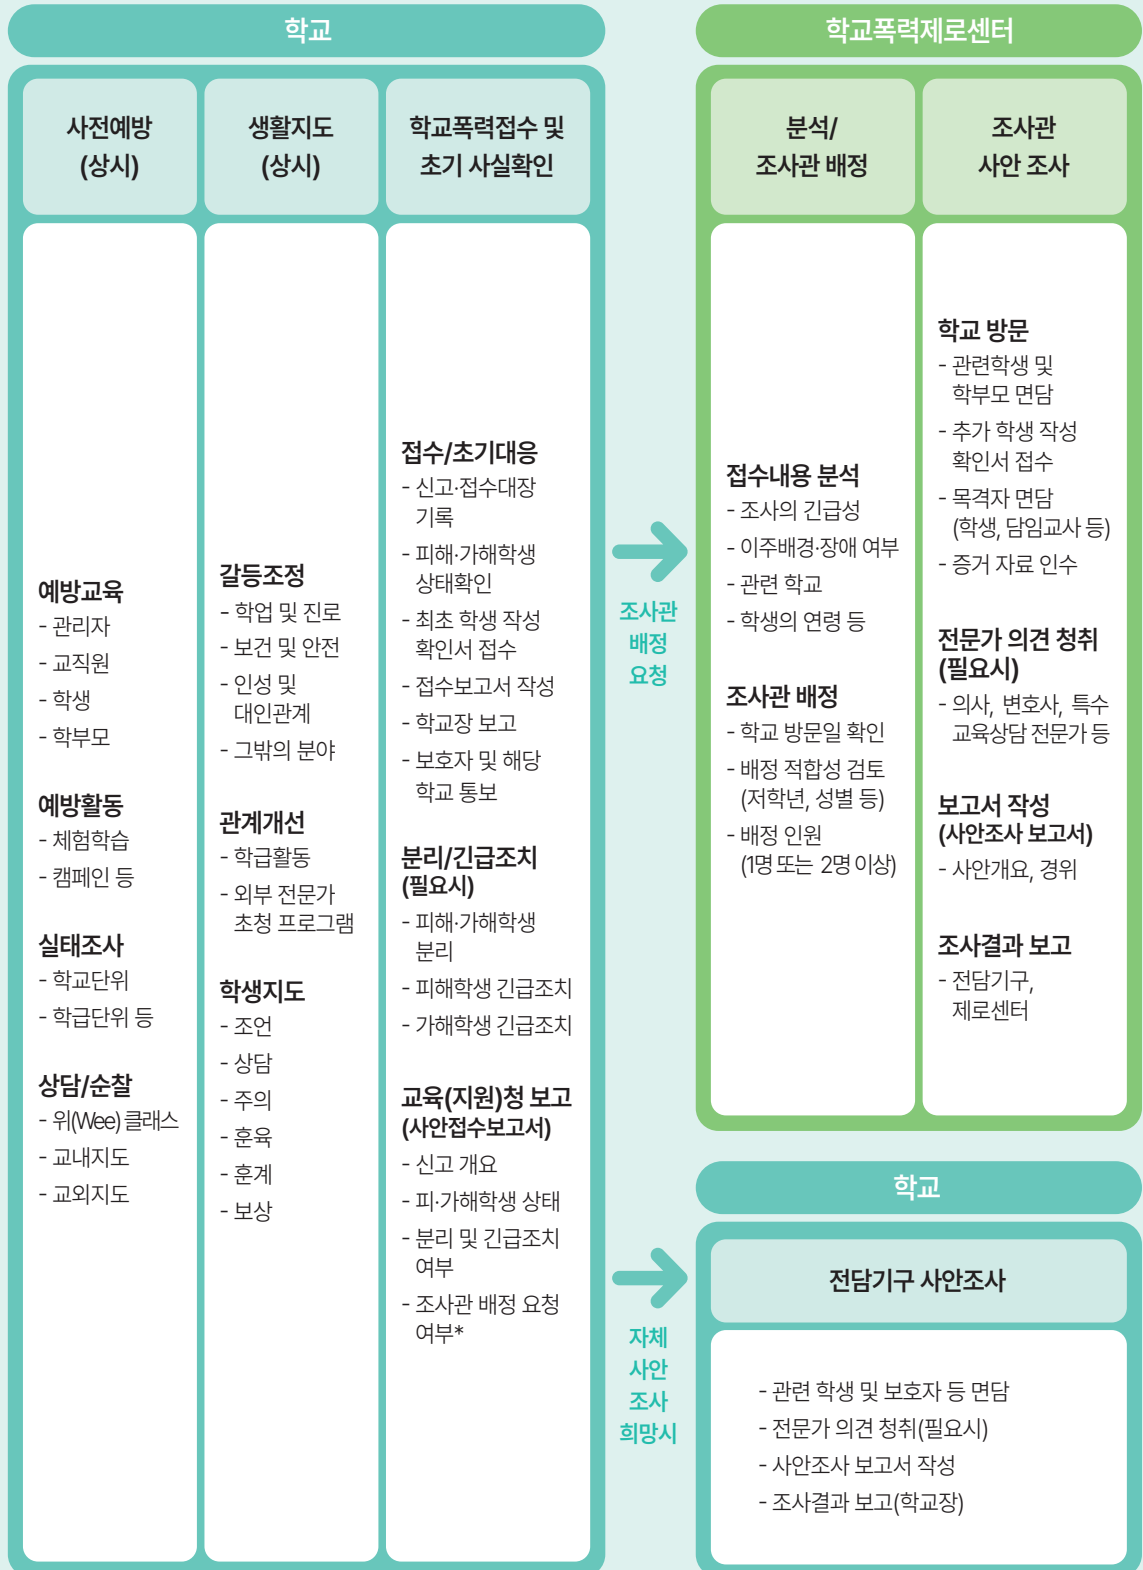 학교
사전예방
(상시)
예방교육
- 관리자
- 교직원
- 학생
- 학부모
예방활동
- 체험학습
- 캠페인 등
실태조사
- 학교단위
- 학급단위 등
상담/순찰
- 위(Wee) 클래스
- 교내지도
- 교외지도
생활지도
(상시)
갈등조정
- 학업 및 진로
- 보건 및 안전
- 인성 및
대인관계
- 그밖의 분야
관계개선
- 학급활동
- 외부 전문가
초청 프로그램
학생지도
- 조언
- 상담
- 주의
- 훈육
- 훈계
- 보상
학교폭력접수 및
초기 사실확인
접수/초기대응
- 신고·접수대장
기록
- 피해·가해학생
상태확인
- 최초 학생 작성
확인서 접수
- 접수보고서 작성
- 학교장 보고
- 보호자 및 해당
학교 통보
분리/긴급조치
(필요시)
- 피해·가해학생
분리
- 피해학생 긴급조치
- 가해학생 긴급조치
교육(지원)청 보고
(사안접수보고서)
- 신고 개요
- 피·가해학생 상태
- 분리 및 긴급조치
여부
- 조사관 배정 요청
여부*
조사관
배정
요청
자체
사안
조사
희망시
학교폭력제로센터
분석/
조사관 배정
접수내용 분석
- 조사의 긴급성
- 이주배경·장애 여부
- 관련 학교
- 학생의 연령 등
조사관 배정
- 학교 방문일 확인
- 배정 적합성 검토
(저학년, 성별 등)
- 배정 인원
(1명 또는 2명 이상)
조사관
사안 조사
학교 방문
- 관련학생 및
학부모 면담
- 추가 학생 작성
확인서 접수
- 목격자 면담
(학생, 담임교사 등)
- 증거 자료 인수
전문가 의견 청취
(필요시)
- 의사, 변호사, 특수
교육상담 전문가 등
보고서 작성
(사안조사 보고서)
- 사안개요, 경위
조사결과 보고
- 전담기구,
제로센터
학교
전담기구 사안조사
- 관련 학생 및 보호자 등 면담
- 전문가 의견 청취(필요시)
- 사안조사 보고서 작성
- 조사결과 보고(학교장)